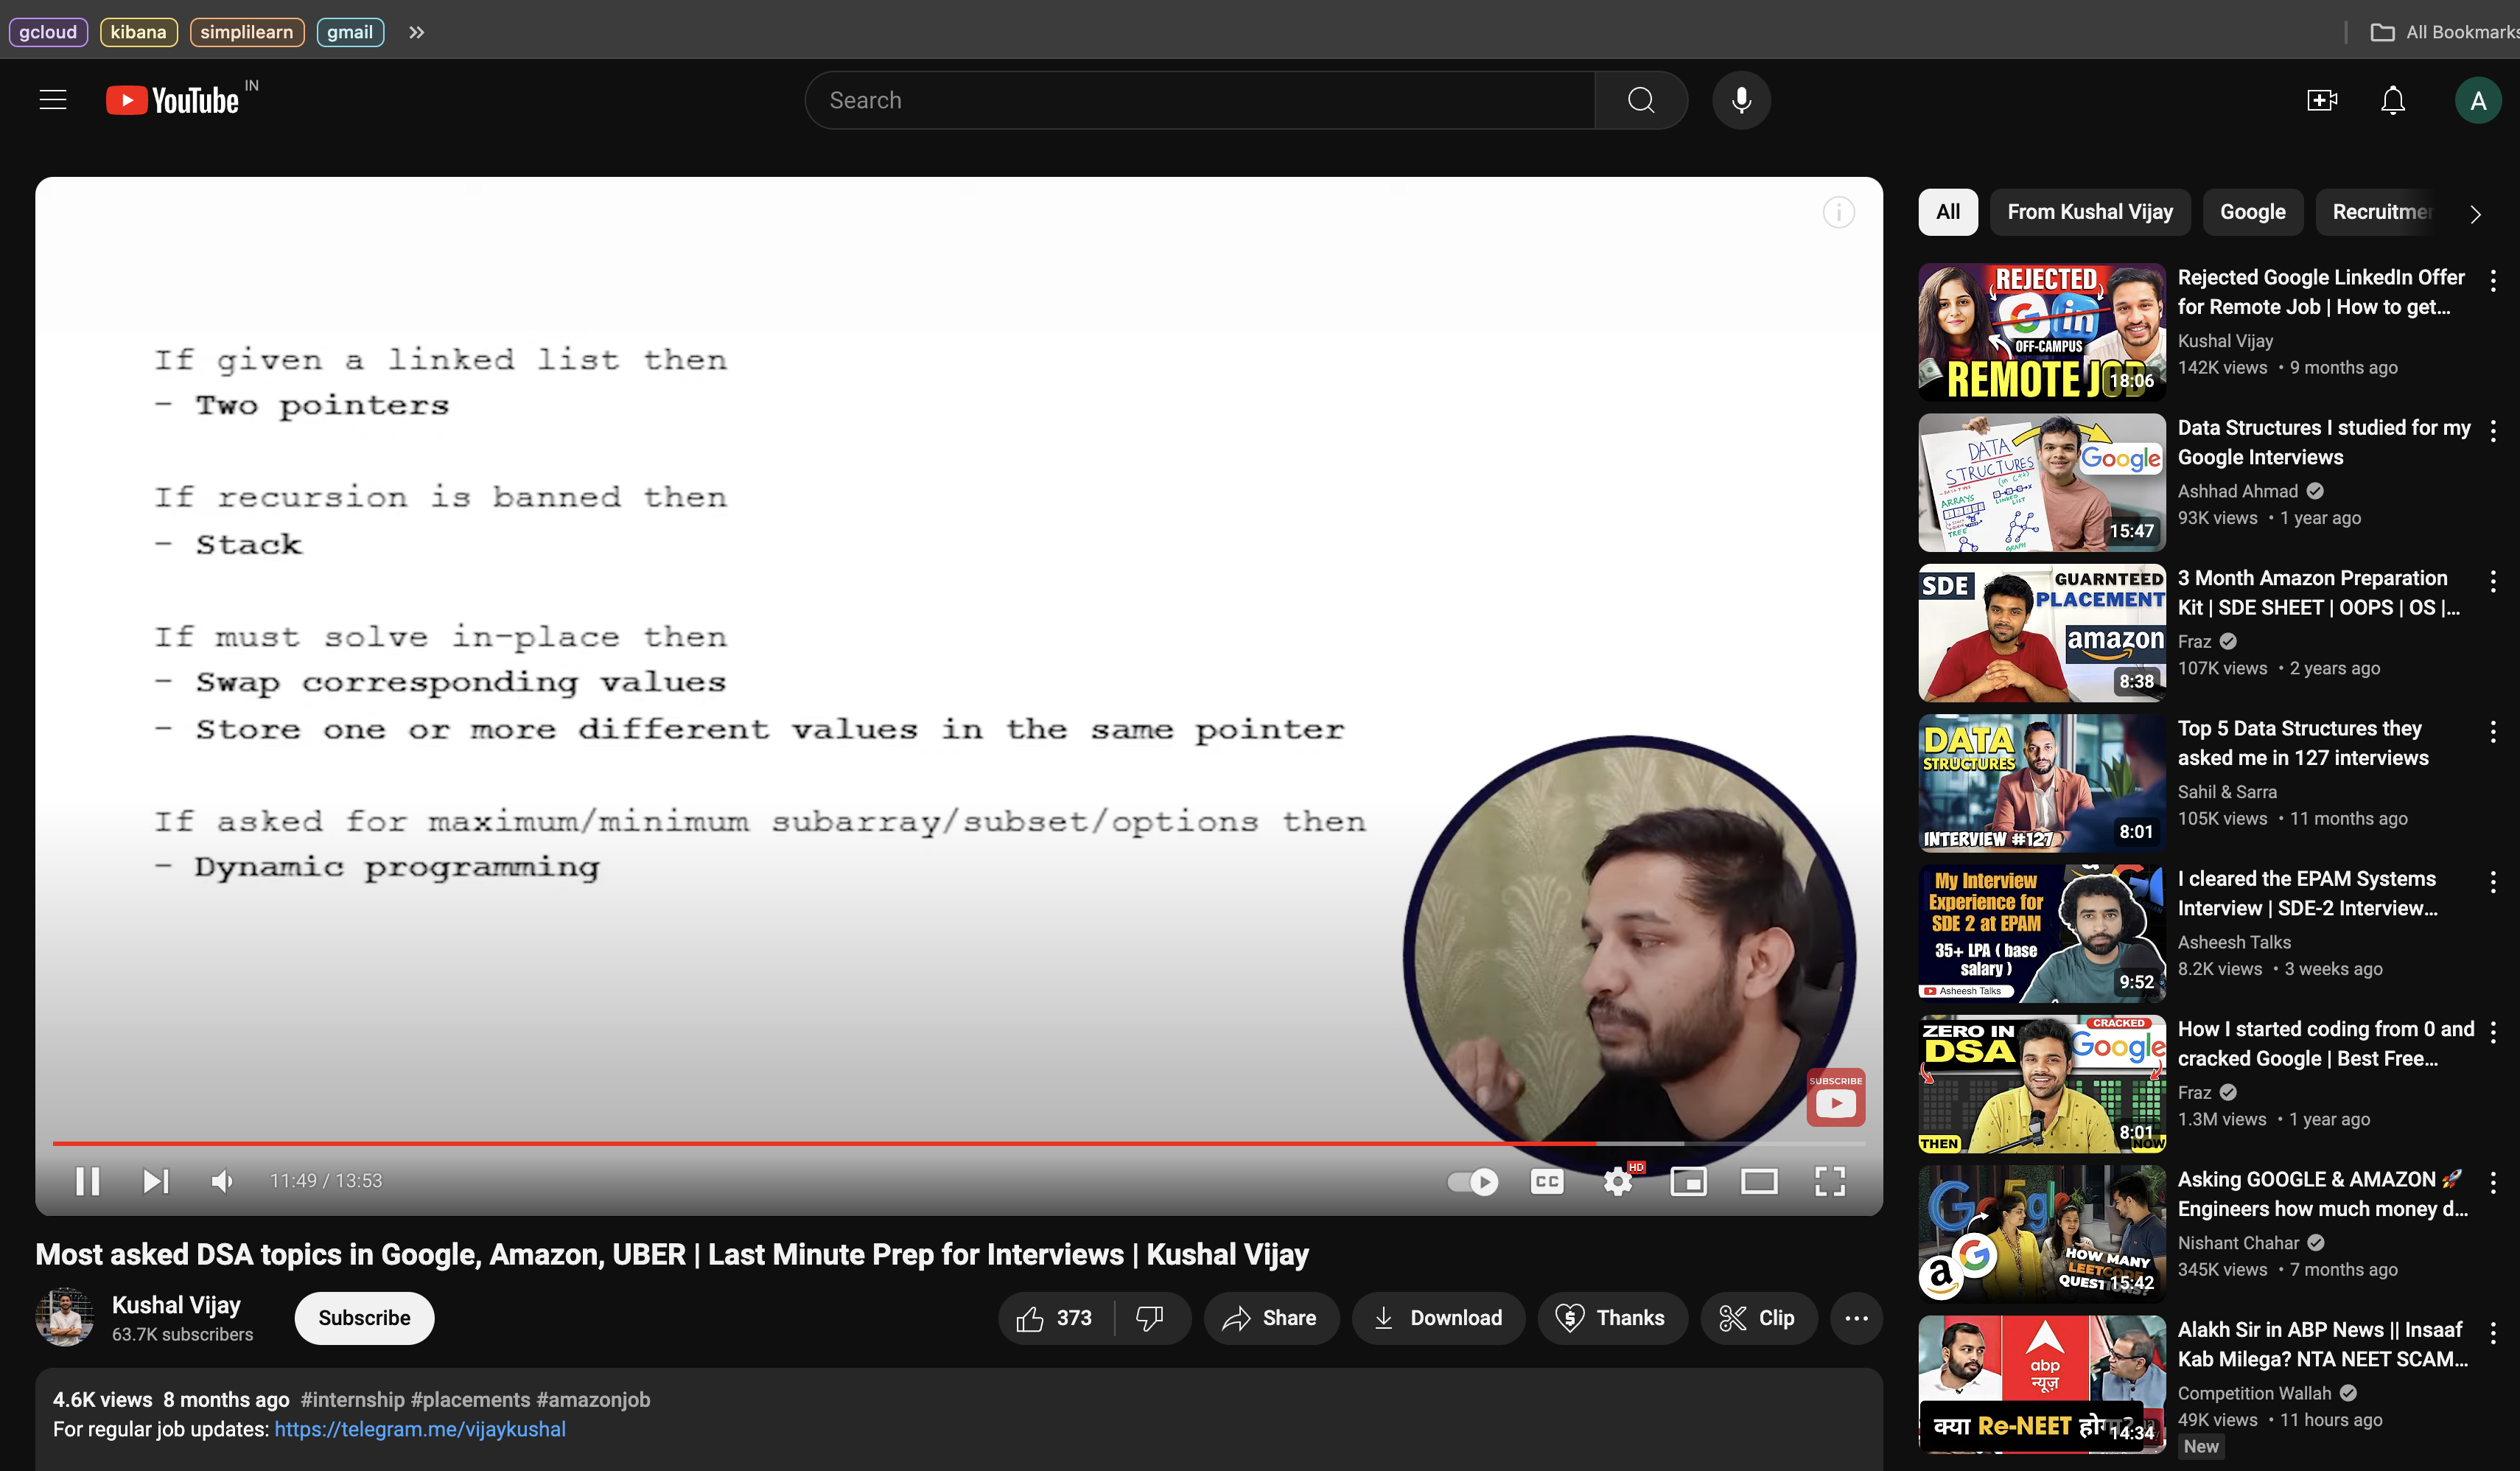 gcloud kibana simplilearn gmail » All Bookmarks
YouTube IN
Search
A
All From Kushal Vijay Google Recruitmen
If given a linked list then
- Two pointers
If recursion is banned then
- Stack
If must solve in-place then
- Swap corresponding values
- Store one or more different values in the same pointer
If asked for maximum/minimum subarray/subset/options then
- Dynamic programming
SUBSCRIBE
11:49 / 13:53
CC
HD
Most asked DSA topics in Google, Amazon, UBER | Last Minute Prep for Interviews | Kushal Vijay
Kushal Vijay
63.7K subscribers
Subscribe
373
Share
Download
Thanks
Clip
4.6K views 8 months ago #internship #placements #amazonjob
For regular job updates: https://telegram.me/vijaykushal
REJECTED
G in
OFF-CAMPUS
REMOTE JOB
18:06
Rejected Google LinkedIn Offer
for Remote Job | How to get...
Kushal Vijay
142K views • 9 months ago
DATA
STRUCTURES
ARRAYS
TREE
GRAPH
Google
15:47
Data Structures I studied for my
Google Interviews
Ashhad Ahmad
93K views • 1 year ago
SDE
GUARNTEED
PLACEMENT
amazon
8:38
3 Month Amazon Preparation
Kit | SDE SHEET | OOPS | OS |...
Fraz
107K views • 2 years ago
DATA
STRUCTURES
INTERVIEW #127
8:01
Top 5 Data Structures they
asked me in 127 interviews
Sahil & Sarra
105K views • 11 months ago
My Interview
Experience for
SDE 2 at EPAM
35+ LPA ( base
salary )
Asheesh Talks
9:52
I cleared the EPAM Systems
Interview | SDE-2 Interview...
Asheesh Talks
8.2K views • 3 weeks ago
ZERO IN
DSA
CRACKED
Google
THEN
NOW
8:01
How I started coding from 0 and
cracked Google | Best Free...
Fraz
1.3M views • 1 year ago
HOW MANY
LEETCODE
QUESTIONS?
15:42
Asking GOOGLE & AMAZON 🚀
Engineers how much money d...
Nishant Chahar
345K views • 7 months ago
abp
न्यूज़
क्या Re-NEET
14:34
Alakh Sir in ABP News || Insaaf
Kab Milega? NTA NEET SCAM...
Competition Wallah
49K views • 11 hours ago
New